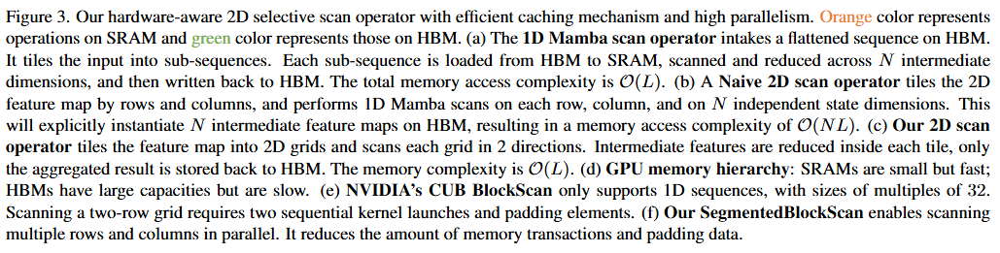 Figure 3. Our hardware-aware 2D selective scan operator with efficient caching mechanism and high parallelism. Orange color represents
operations on SRAM and green color represents those on HBM. (a) The 1D Mamba scan operator intakes a flattened sequence on HBM.
It tiles the input into sub-sequences. Each sub-sequence is loaded from HBM to SRAM, scanned and reduced across N intermediate
dimensions, and then written back to HBM. The total memory access complexity is O(L). (b) A Naive 2D scan operator tiles the 2D
feature map by rows and columns, and performs 1D Mamba scans on each row, column, and on N independent state dimensions. This
will explicitly instantiate N intermediate feature maps on HBM, resulting in a memory access complexity of O(NL). (c) Our 2D scan
operator tiles the feature map into 2D grids and scans each grid in 2 directions. Intermediate features are reduced inside each tile, only
the aggregated result is stored back to HBM. The memory complexity is O(L). (d) GPU memory hierarchy: SRAMs are small but fast;
HBMs have large capacities but are slow. (e) NVIDIA's CUB BlockScan only supports 1D sequences, with sizes of multiples of 32.
Scanning a two-row grid requires two sequential kernel launches and padding elements. (f) Our SegmentedBlockScan enables scanning
multiple rows and columns in parallel. It reduces the amount of memory transactions and padding data.